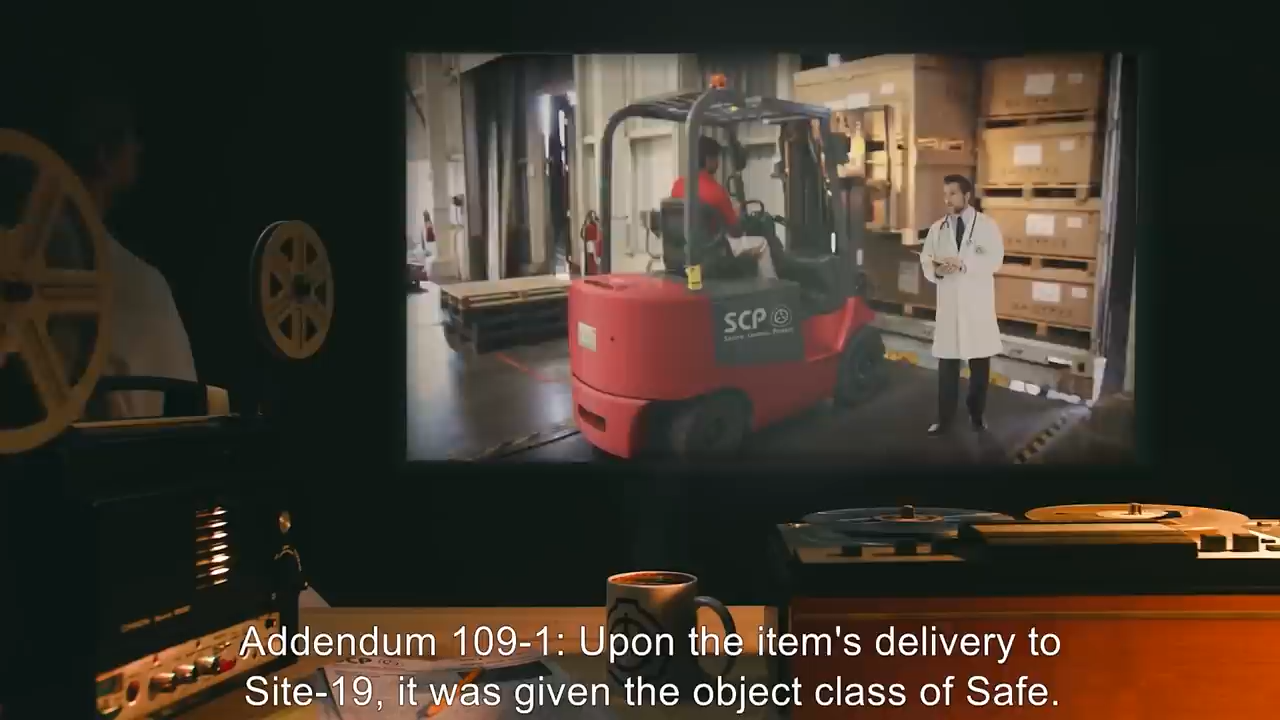 SCP
Secure. Contain. Protect.
SCP
Addendum 109-1: Upon the item's delivery to
Site-19, it was given the object class of Safe.